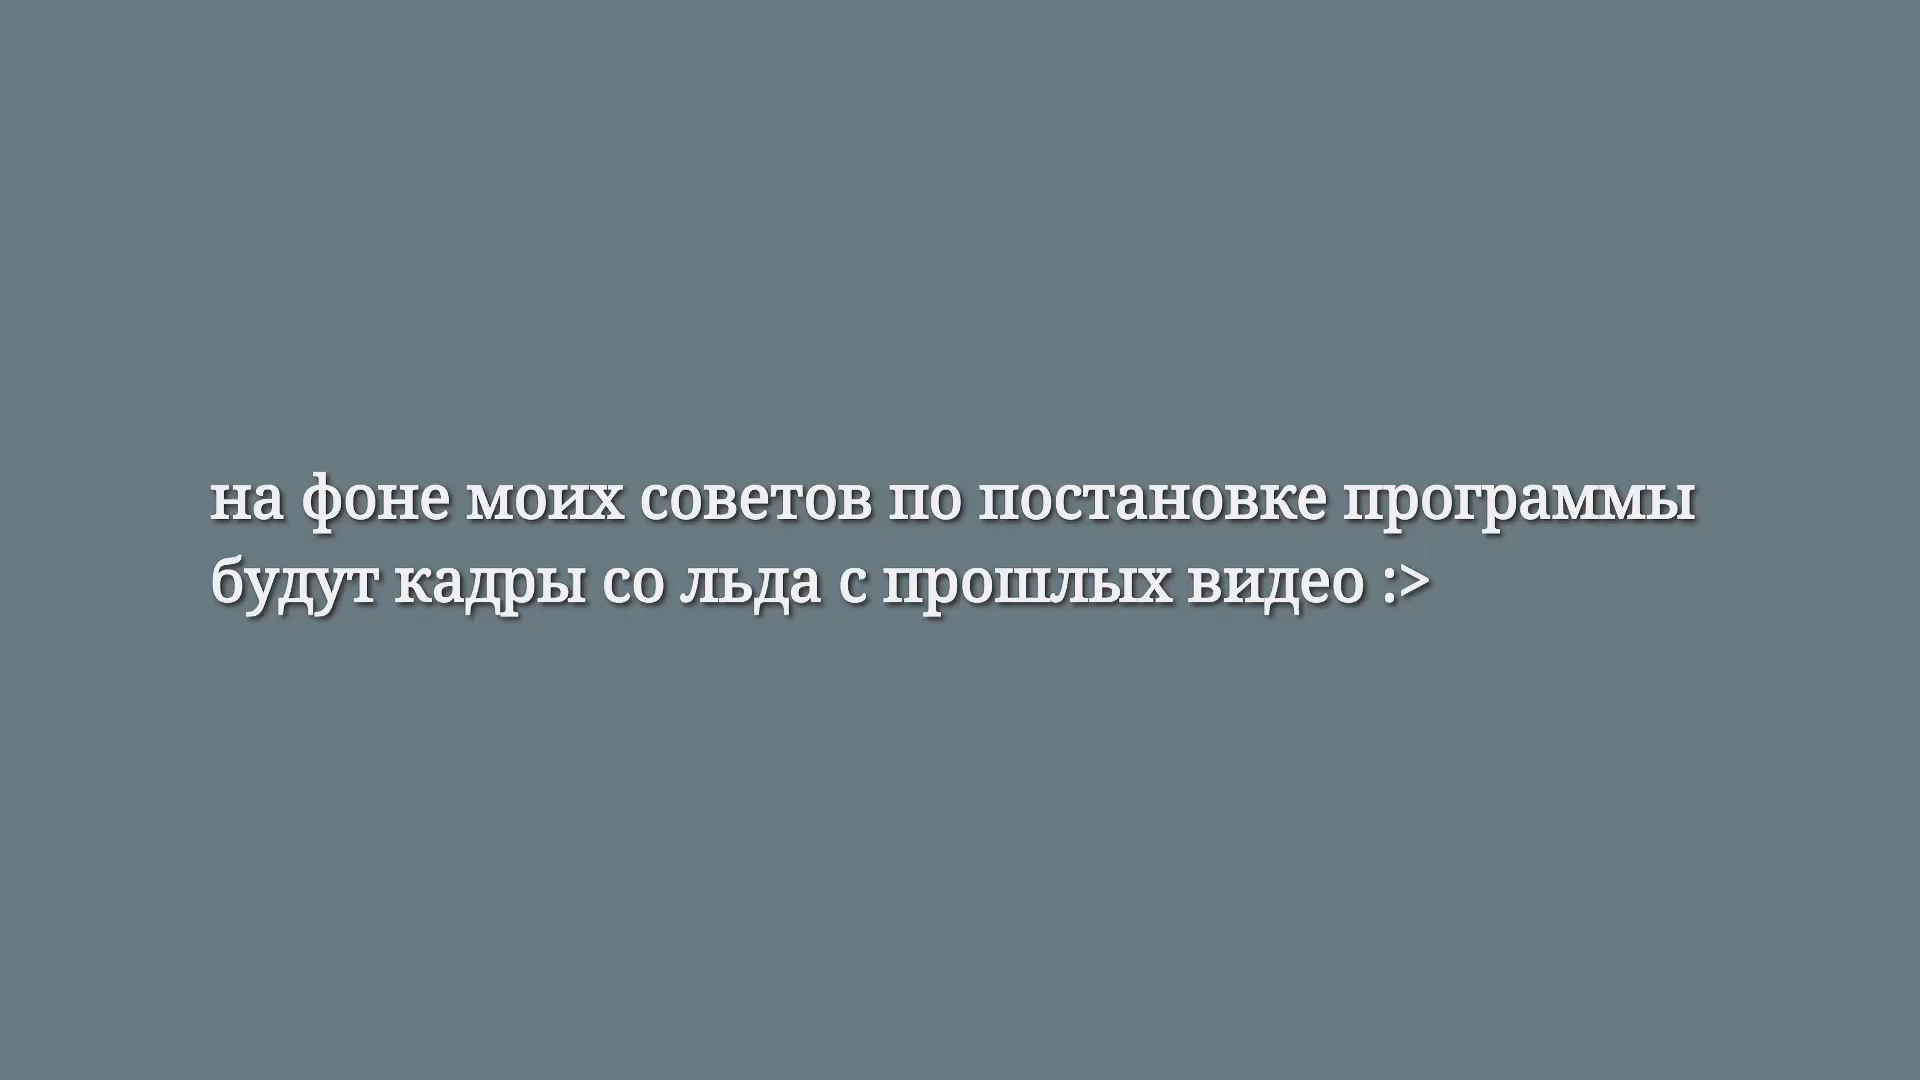 на фоне моих советов по постановке программы
будут кадры со льда с прошлых видео :>